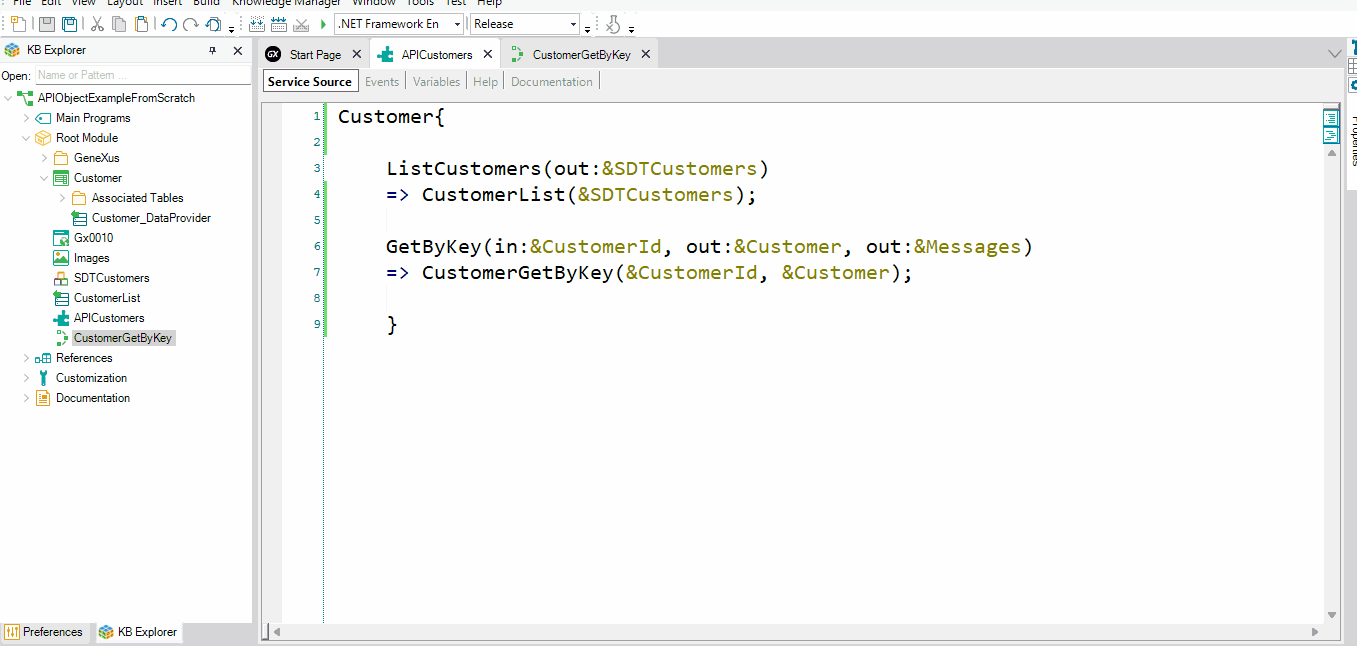 File Edit View Layout Insert Build Knowledge Manager Window Tools Test Help
.NET Framework En Release
KB Explorer
Start Page APICustomers CustomerGetByKey
Open: Name or Pattern ...
Service Source Events Variables Help Documentation
APIObjectExampleFromScratch
Main Programs
Root Module
GeneXus
Customer
Associated Tables
Customer_DataProvider
Gx0010
Images
SDTCustomers
CustomerList
APICustomers
CustomerGetByKey
References
Customization
Documentation
1 Customer{
2
3 ListCustomers(out:&SDTCustomers)
4 => CustomerList(&SDTCustomers);
5
6 GetByKey(in:&CustomerId, out:&Customer, out:&Messages)
7 => CustomerGetByKey(&CustomerId, &Customer);
8
9 }
Properties
Preferences KB Explorer